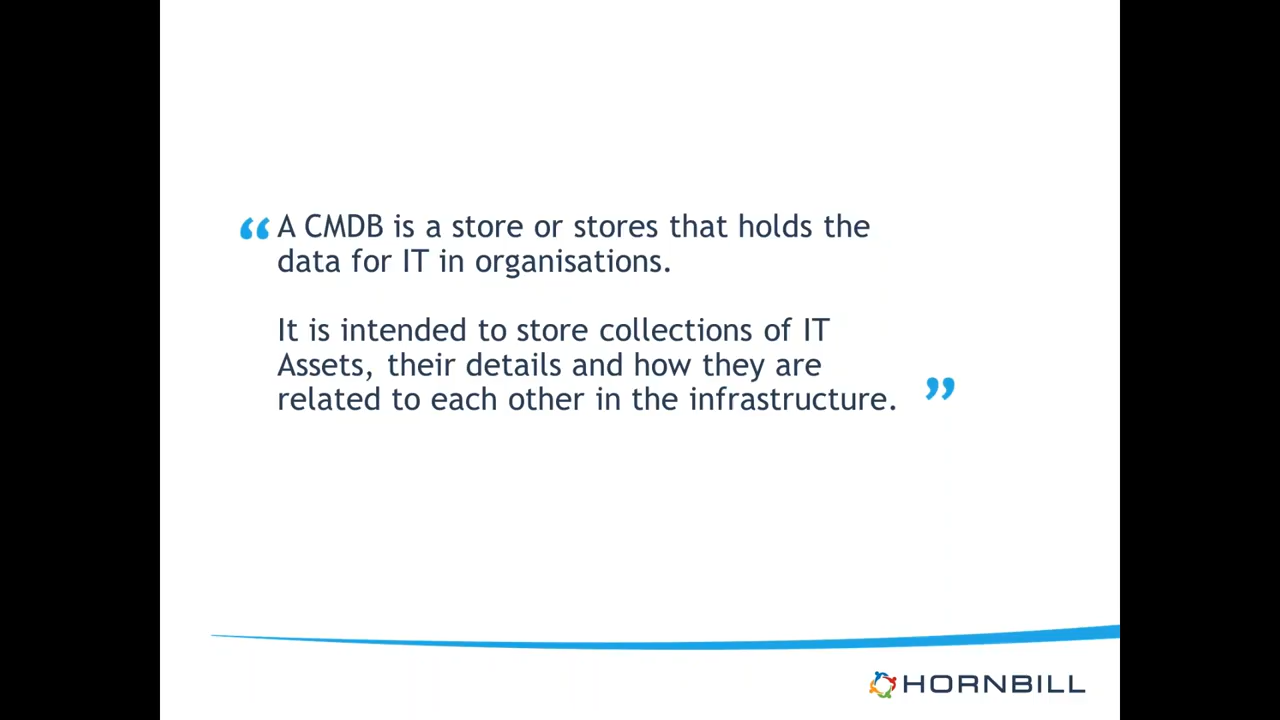 “ A CMDB is a store or stores that holds the
data for IT in organisations.
It is intended to store collections of IT
Assets, their details and how they are
related to each other in the infrastructure. ”
HORNBILL